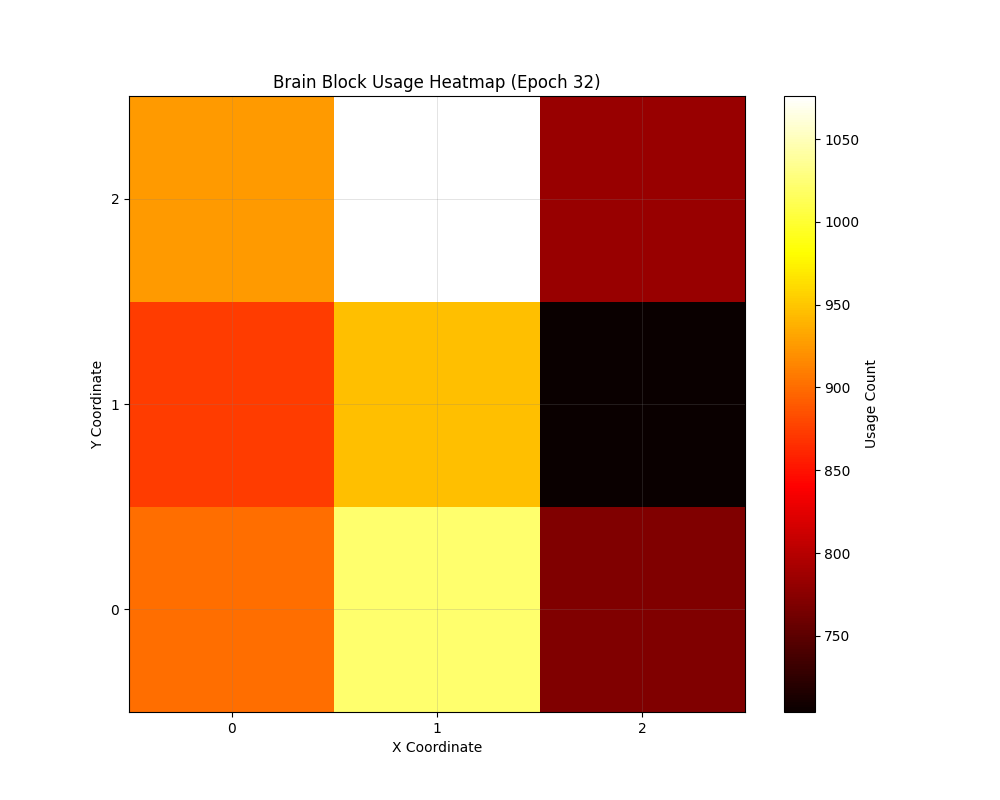 Brain Block Usage Heatmap (Epoch 32)
2
1
0
Y Coordinate
0 1 2
X Coordinate
1050
1000
950
900
850
800
750
Usage Count